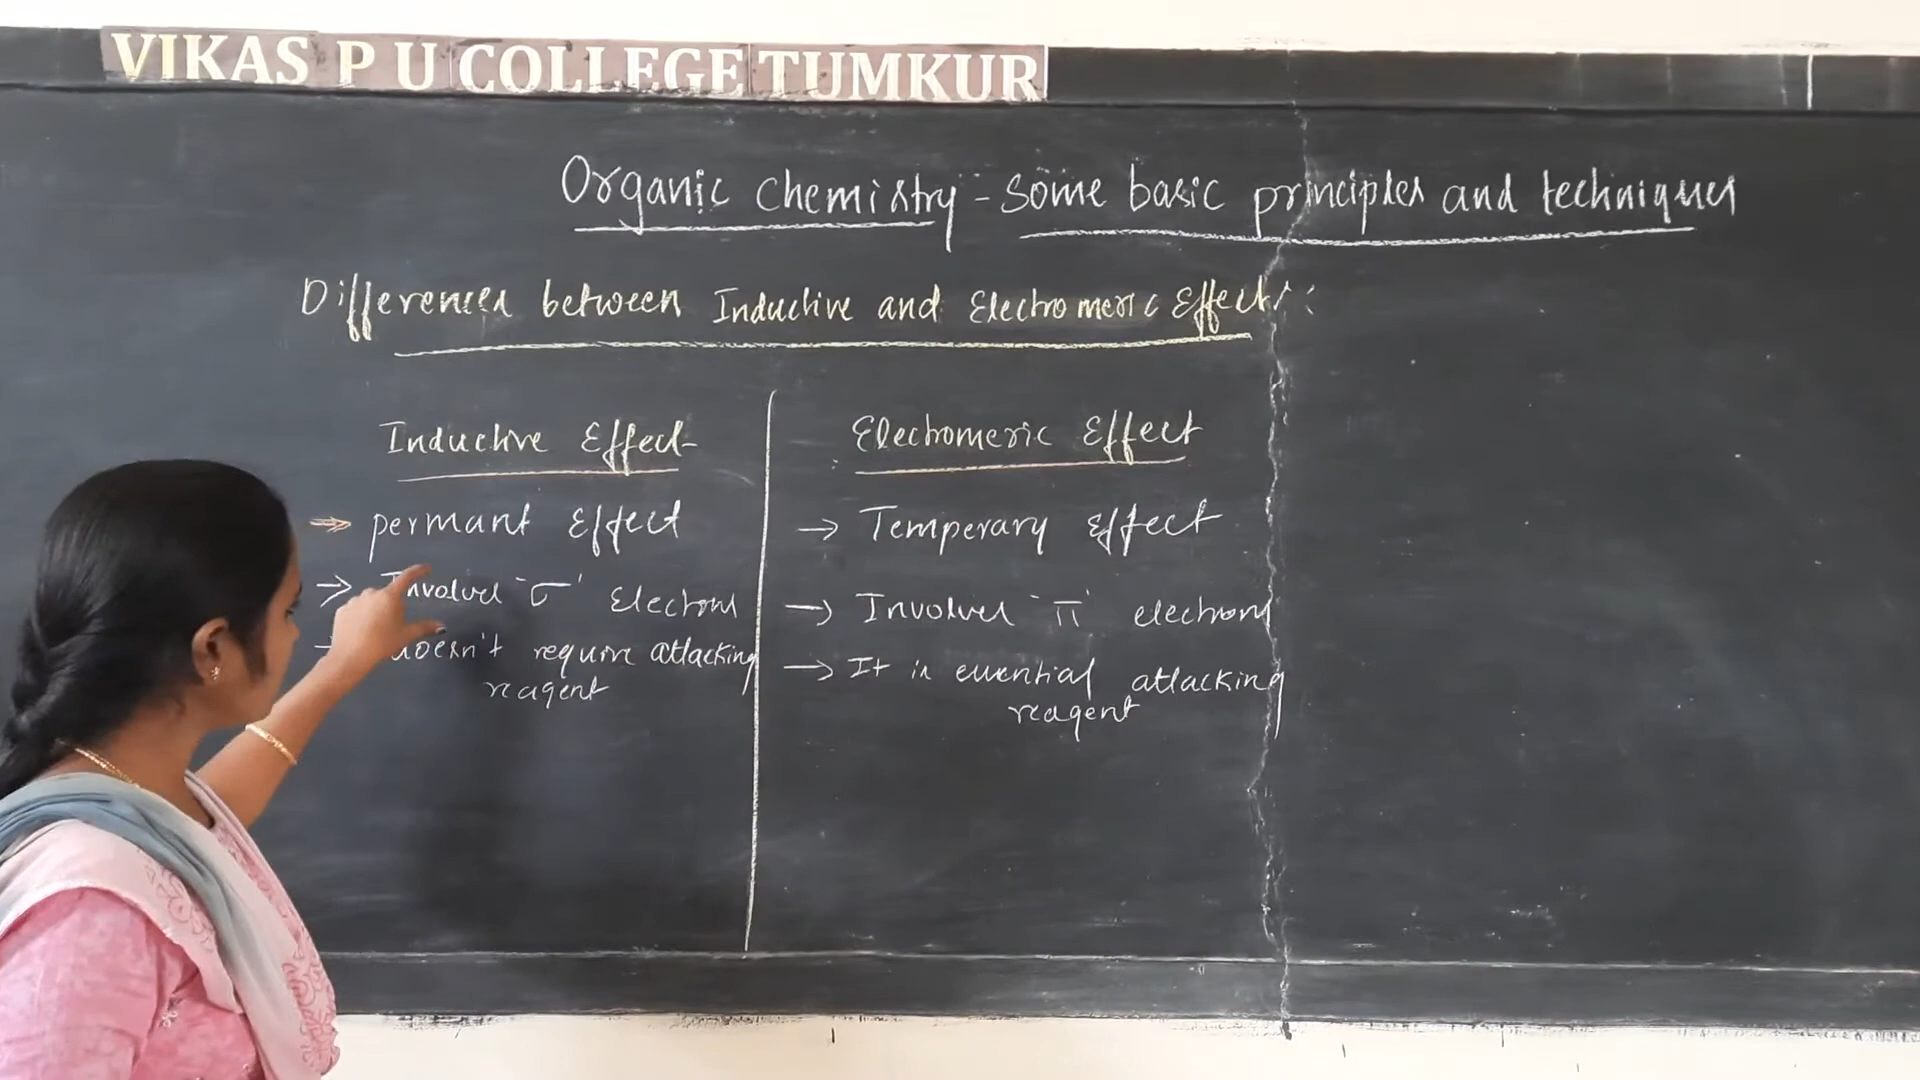 VIKAS P U COLLEGE TUMKUR
Organic Chemistry - Some basic principles and techniques
Differences between Inductive and Electromeric Effects :
Inductive Effect
permant Effect
Involves 'σ' Electrons
doesn't require attacking
reagent
Electromeric Effect
→ Temperary Effect
→ Involves 'π' electrons
→ It is essential attacking
reagent